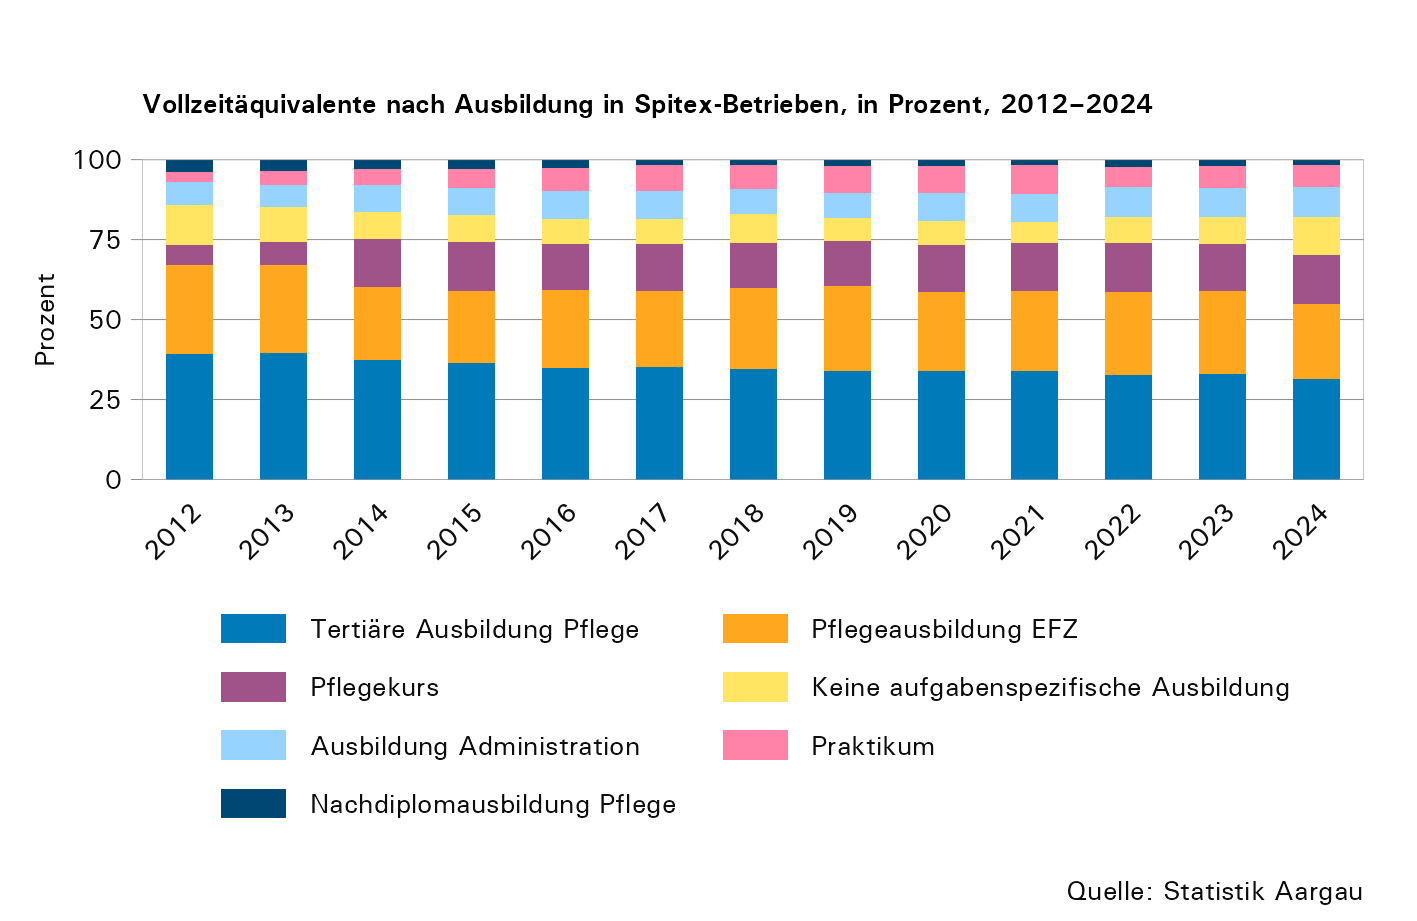 Vollzeitäquivalente nach Ausbildung in Spitex-Betrieben, in Prozent, 2012–2024
100
75
50
25
0
Prozent
2012 2013 2014 2015 2016 2017 2018 2019 2020 2021 2022 2023 2024
Tertiäre Ausbildung Pflege
Pflegeausbildung EFZ
Pflegekurs
Keine aufgabenspezifische Ausbildung
Ausbildung Administration
Praktikum
Nachdiplomausbildung Pflege
Quelle: Statistik Aargau